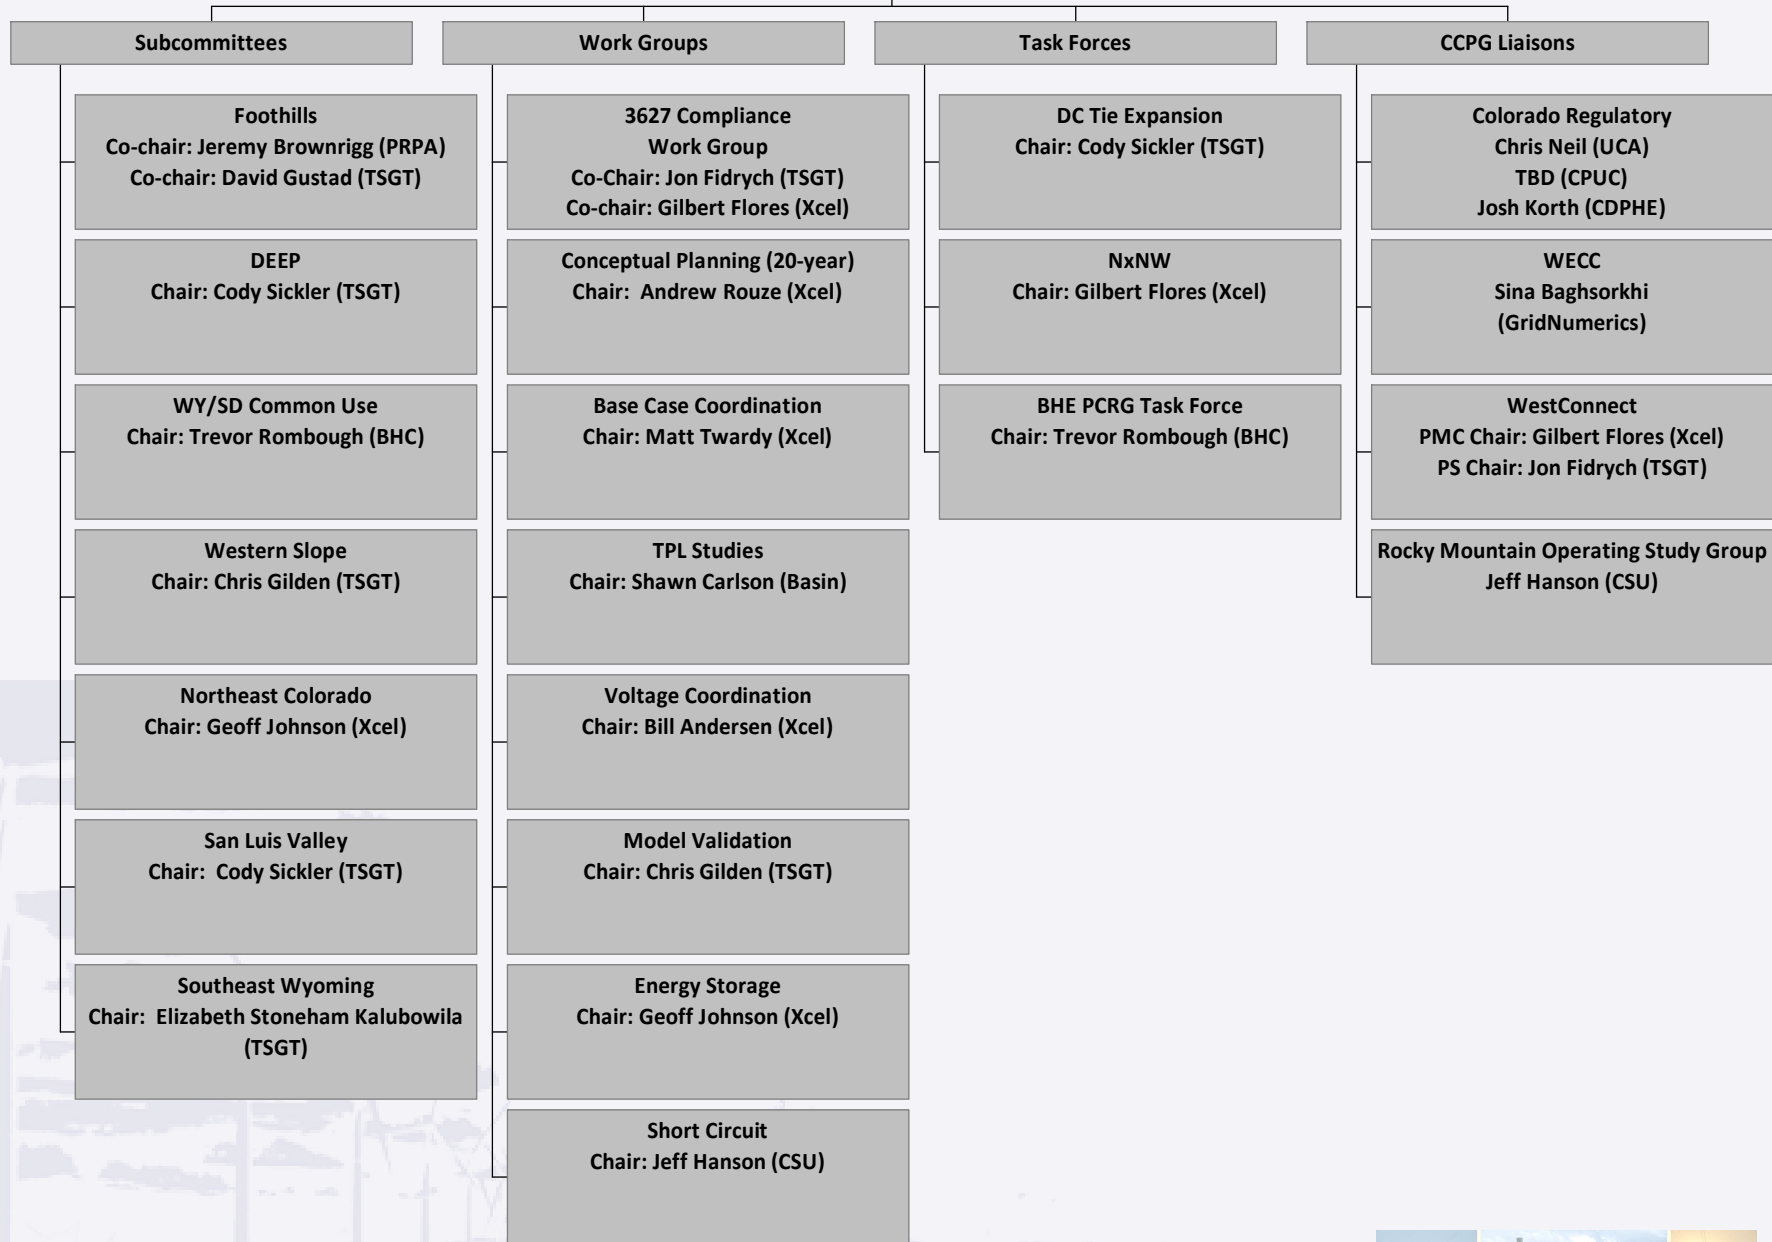 Subcommittees
Foothills
Co-chair: Jeremy Brownrigg (PRPA)
Co-chair: David Gustad (TSGT)
DEEP
Chair: Cody Sickler (TSGT)
WY/SD Common Use
Chair: Trevor Rombough (BHC)
Western Slope
Chair: Chris Gilden (TSGT)
Northeast Colorado
Chair: Geoff Johnson (Xcel)
San Luis Valley
Chair: Cody Sickler (TSGT)
Southeast Wyoming
Chair: Elizabeth Stoneham Kalubowila
(TSGT)
Work Groups
3627 Compliance
Work Group
Co-Chair: Jon Fidrych (TSGT)
Co-chair: Gilbert Flores (Xcel)
Conceptual Planning (20-year)
Chair: Andrew Rouze (Xcel)
Base Case Coordination
Chair: Matt Twardy (Xcel)
TPL Studies
Chair: Shawn Carlson (Basin)
Voltage Coordination
Chair: Bill Andersen (Xcel)
Model Validation
Chair: Chris Gilden (TSGT)
Energy Storage
Chair: Geoff Johnson (Xcel)
Short Circuit
Chair: Jeff Hanson (CSU)
Task Forces
DC Tie Expansion
Chair: Cody Sickler (TSGT)
NxNW
Chair: Gilbert Flores (Xcel)
BHE PCRG Task Force
Chair: Trevor Rombough (BHC)
CCPG Liaisons
Colorado Regulatory
Chris Neil (UCA)
TBD (CPUC)
Josh Korth (CDPHE)
WECC
Sina Baghsorkhi
(GridNumerics)
WestConnect
PMC Chair: Gilbert Flores (Xcel)
PS Chair: Jon Fidrych (TSGT)
Rocky Mountain Operating Study Group
Jeff Hanson (CSU)